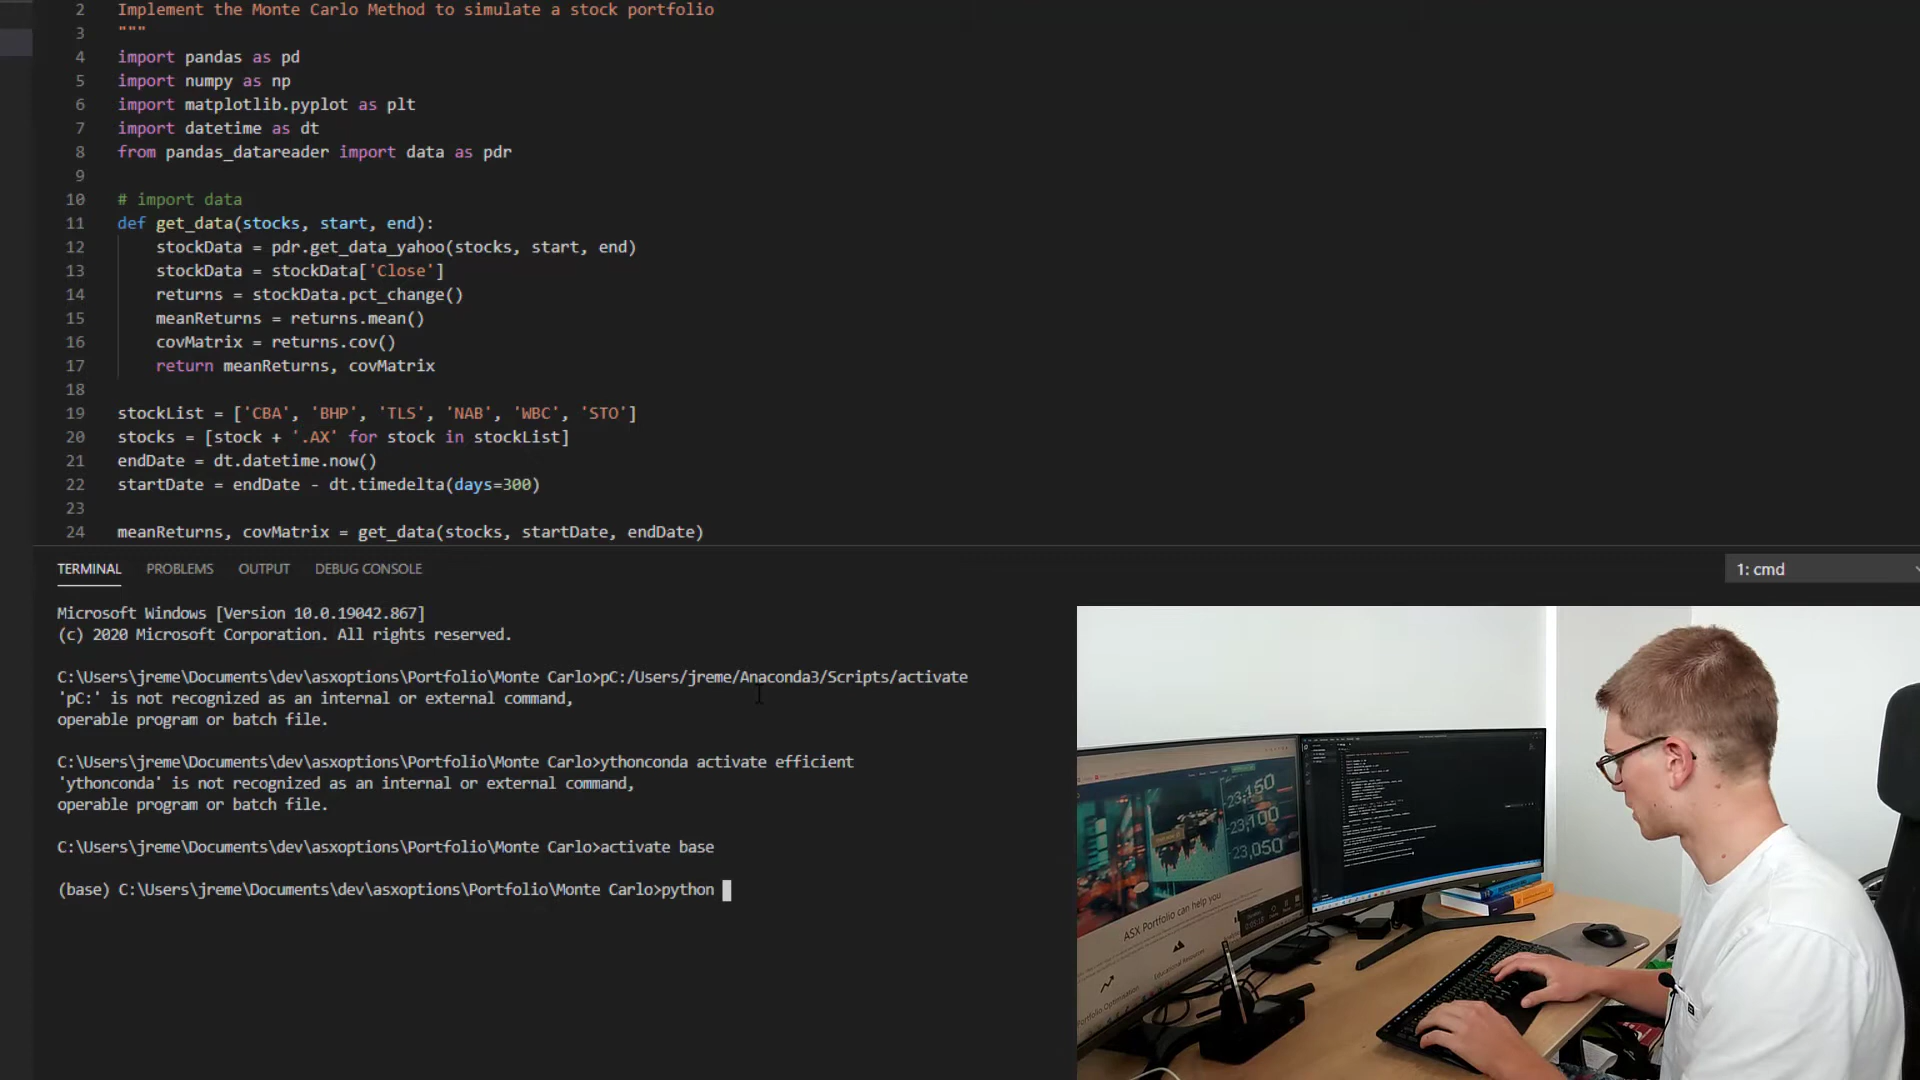 2 Implement the Monte Carlo Method to simulate a stock portfolio
3 """
4 import pandas as pd
5 import numpy as np
6 import matplotlib.pyplot as plt
7 import datetime as dt
8 from pandas_datareader import data as pdr
9
10 # import data
11 def get_data(stocks, start, end):
12 stockData = pdr.get_data_yahoo(stocks, start, end)
13 stockData = stockData['Close']
14 returns = stockData.pct_change()
15 meanReturns = returns.mean()
16 covMatrix = returns.cov()
17 return meanReturns, covMatrix
18
19 stockList = ['CBA', 'BHP', 'TLS', 'NAB', 'WBC', 'STO']
20 stocks = [stock + '.AX' for stock in stockList]
21 endDate = dt.datetime.now()
22 startDate = endDate - dt.timedelta(days=300)
23
24 meanReturns, covMatrix = get_data(stocks, startDate, endDate)
TERMINAL PROBLEMS OUTPUT DEBUG CONSOLE 1: cmd
Microsoft Windows [Version 10.0.19042.867]
(c) 2020 Microsoft Corporation. All rights reserved.
C:\Users\jreme\Documents\dev\asxoptions\Portfolio\Monte Carlo>pC:/Users/jreme/Anaconda3/Scripts/activate
'pC:' is not recognized as an internal or external command,
operable program or batch file.
C:\Users\jreme\Documents\dev\asxoptions\Portfolio\Monte Carlo>ythonconda activate efficient
'ythonconda' is not recognized as an internal or external command,
operable program or batch file.
C:\Users\jreme\Documents\dev\asxoptions\Portfolio\Monte Carlo>activate base
(base) C:\Users\jreme\Documents\dev\asxoptions\Portfolio\Monte Carlo>python
23,150
23,100
23,050
ASX Portfolio can help you
Educational Resources
Portfolio Optimisation